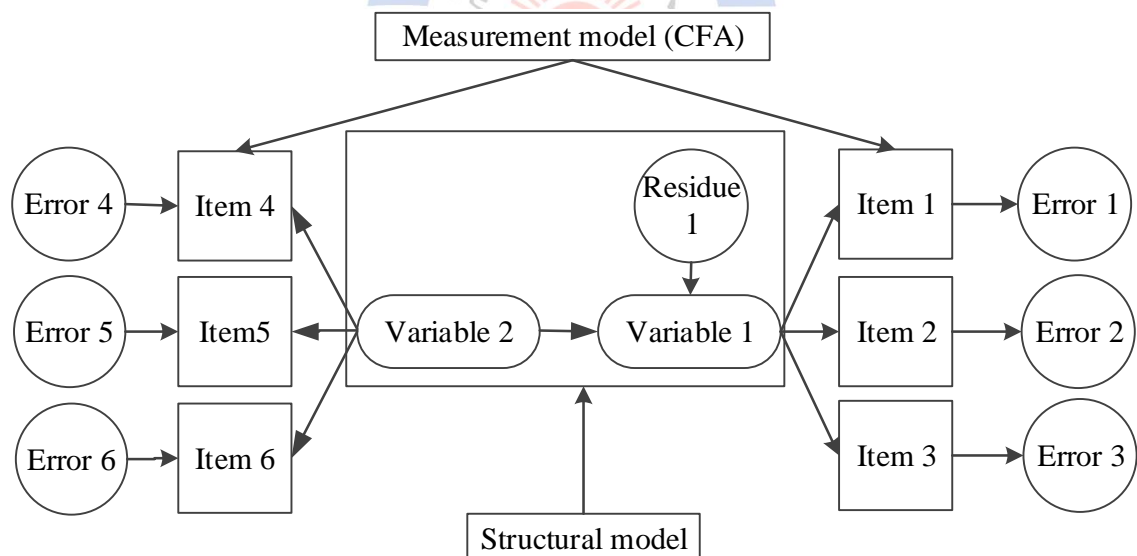 Measurement model (CFA)
Error 4
Item 4
Residue
1
Item 1
Error 1
Error 5
Item5
Variable 2
Variable 1
Item 2
Error 2
Error 6
Item 6
Item 3
Error 3
Structural model